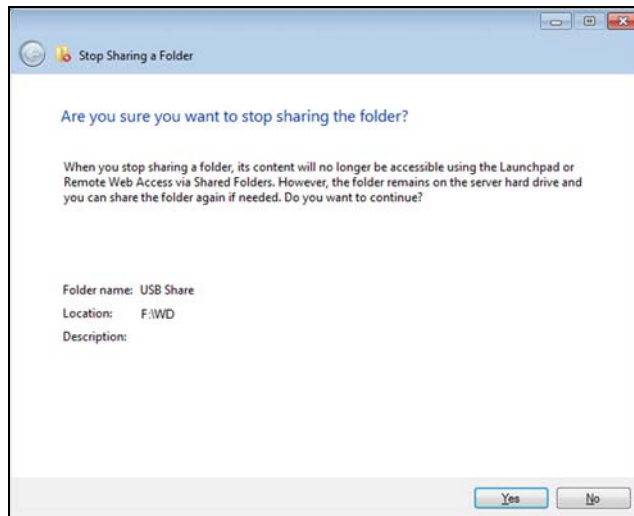 Stop Sharing a Folder
Are you sure you want to stop sharing the folder?
When you stop sharing a folder, its content will no longer be accessible using the Launchpad or
Remote Web Access via Shared Folders. However, the folder remains on the server hard drive and
you can share the folder again if needed. Do you want to continue?
Folder name: USB Share
Location: F:\WD
Description:
Yes No